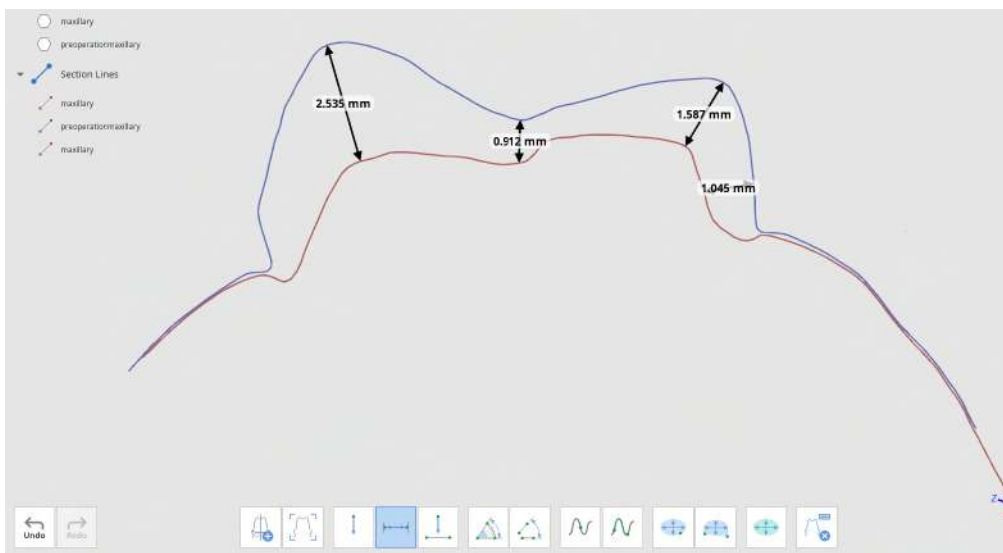 maxillary
preoperationmaxillary
Section Lines
maxillary
preoperationmaxillary
maxillary
2.535 mm
0.912 mm
1.587 mm
1.045 mm
Z
Undo
Redo